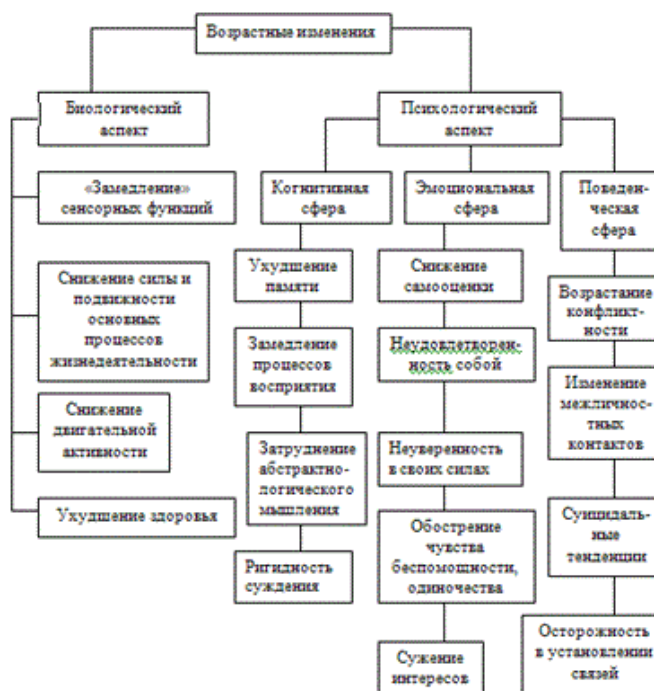 Возрастные изменения
Биологический
аспект
Психологический
аспект
«Замедление»
сенсорных функций
Снижение силы и
подвижности
основных
процессов
жизнедеятельности
Снижение
двигательной
активности
Ухудшение здоровья
Когнитивная
сфера
Ухудшение
памяти
Замедление
процессов
восприятия
Затруднение
абстрактно-
логического
мышления
Ригидность
суждения
Эмоциональная
сфера
Снижение
самооценки
Неудовлетворен-
ность собой
Неуверенность
в своих силах
Обострение
чувства
беспомощности,
одиночества
Сужение
интересов
Поведен-
ческая
сфера
Возрастание
конфликт-
ности
Изменение
межличнос-
тных
контактов
Суицидаль-
ные
тенденции
Осторожность
в установлении
связей